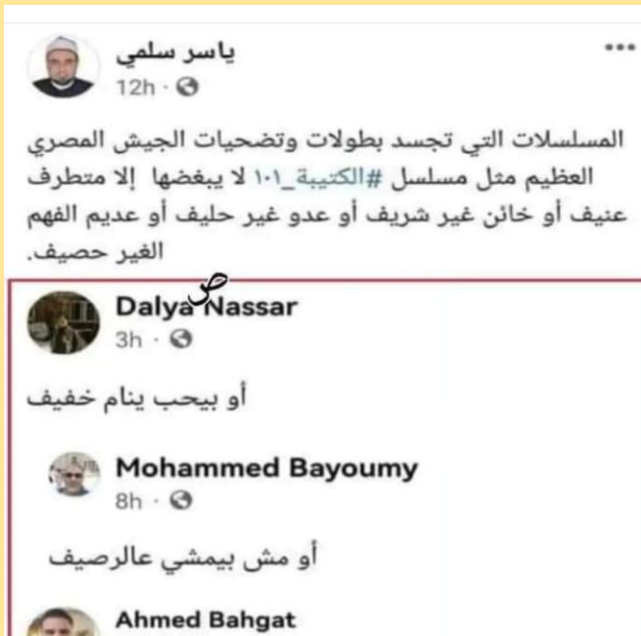 ياسر سلمي
12h
المسلسلات التي تجسد بطولات وتضحيات الجيش المصري
العظيم مثل مسلسل #الكتيبة_١٠١ لا يبغضها إلا متطرف
عنيف أو خائن غير شريف أو عدو غير حليف أو عديم الفهم
الغير حصيف.
ص
Dalya Nassar
3h
أو بيحب ينام خفيف
Mohammed Bayoumy
8h
أو مش بيمشي عالرصيف
Ahmed Bahgat